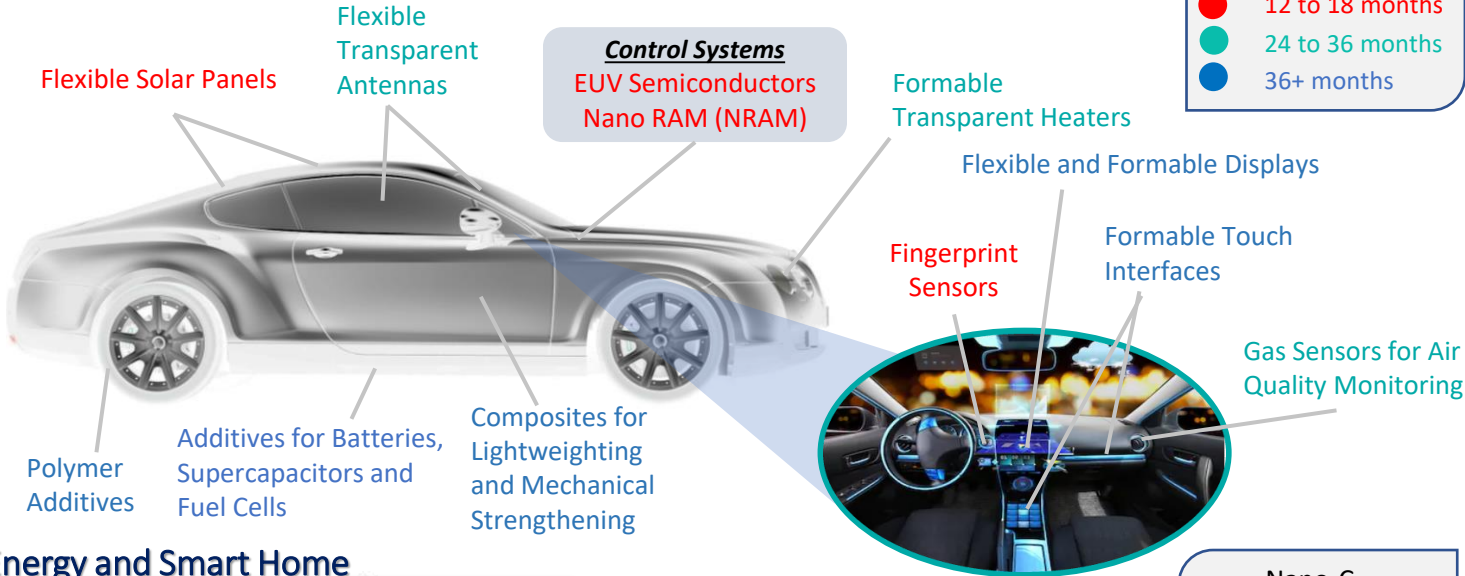 Flexible
Transparent
Antennas
Flexible Solar Panels
Control Systems
EUV Semiconductors
Nano RAM (NRAM)
Formable
Transparent Heaters
12 to 18 months
24 to 36 months
36+ months
Flexible and Formable Displays
Fingerprint
Sensors
Formable Touch
Interfaces
Gas Sensors for Air
Quality Monitoring
Polymer
Additives
Additives for Batteries,
Supercapacitors and
Fuel Cells
Composites for
Lightweighting
and Mechanical
Strengthening
nergy and Smart Home